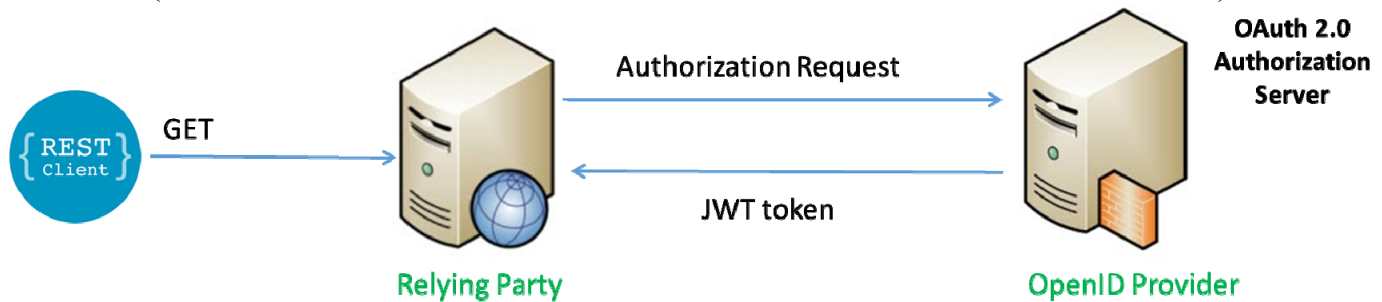 OAuth 2.0
Authorization
Server
Authorization Request
GET
{ REST
Client }
JWT token
Relying Party
OpenID Provider